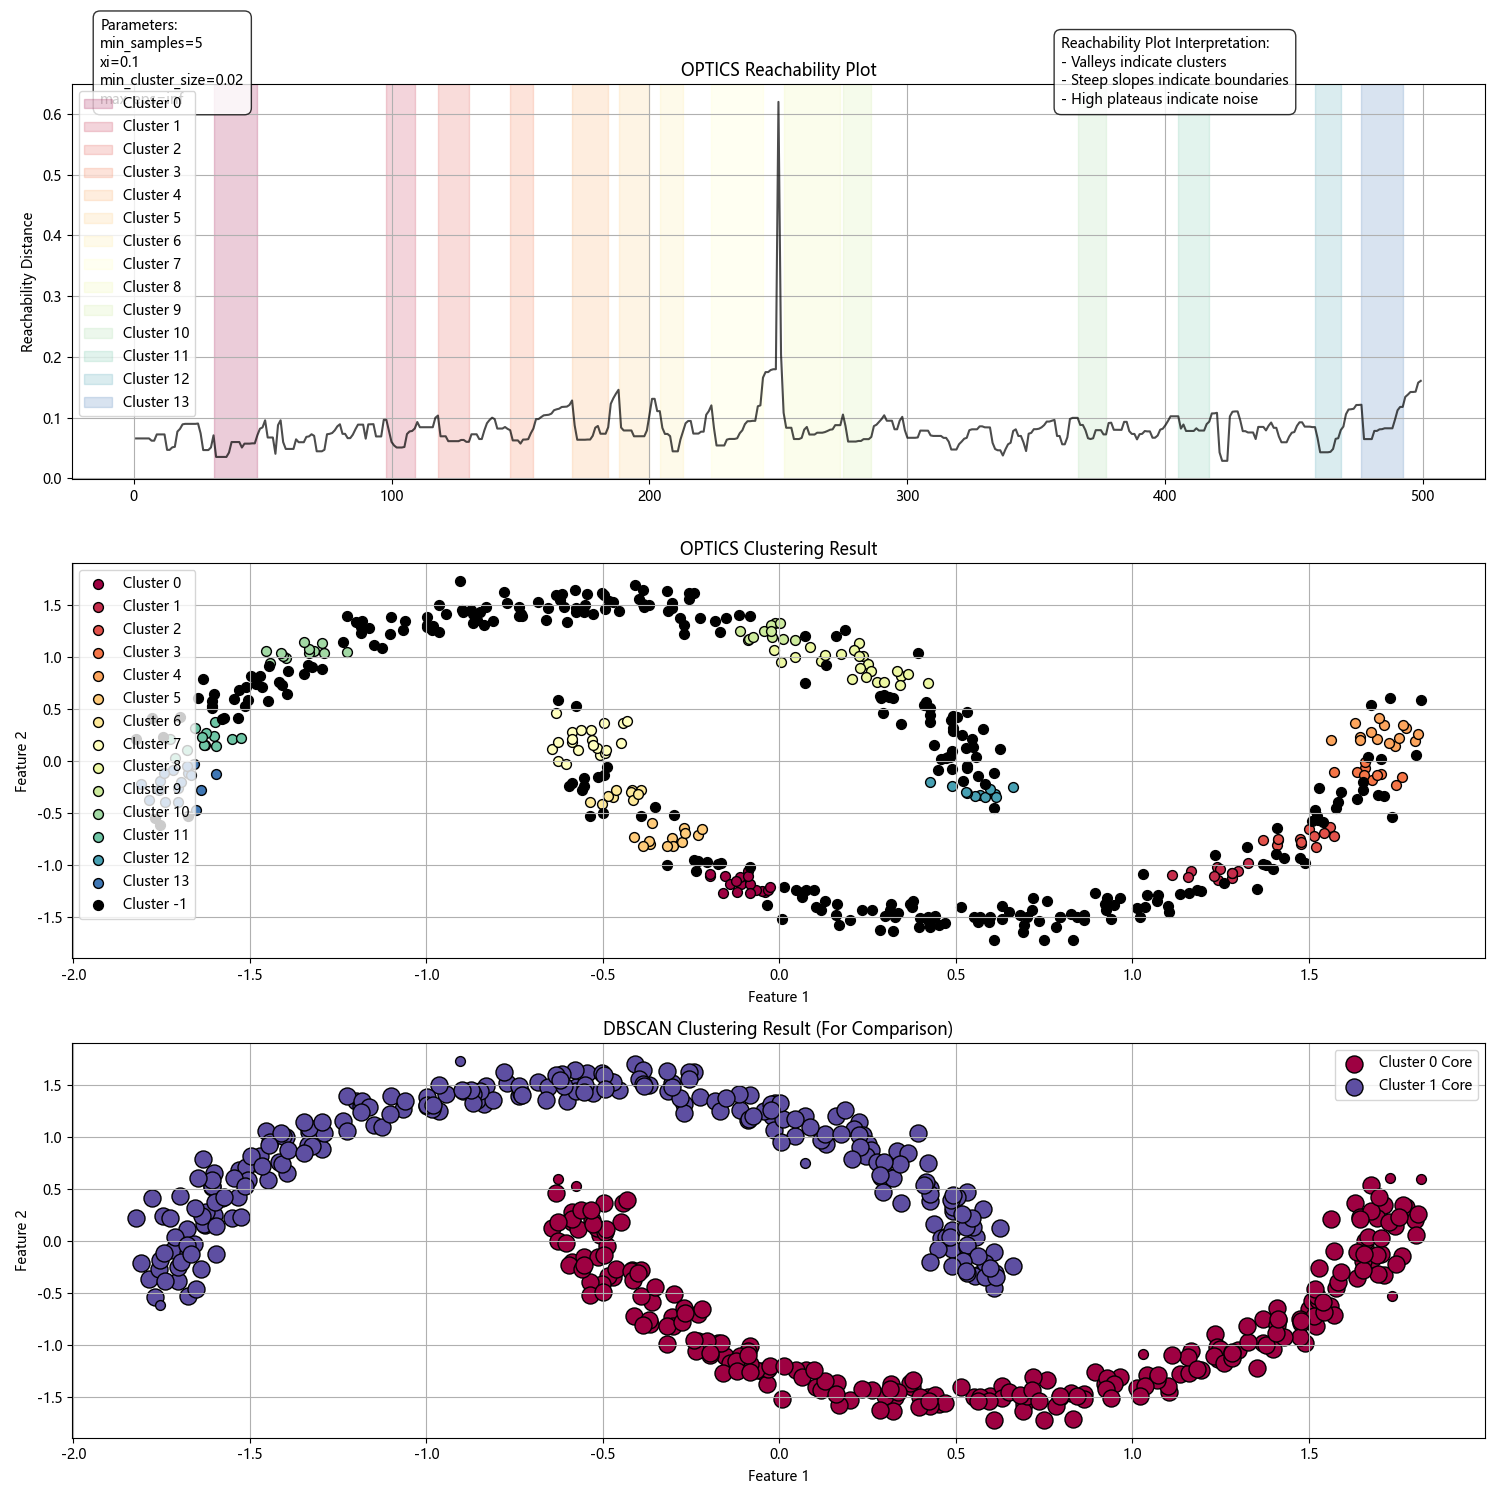 Parameters:
min_samples=5
xi=0.1
min_cluster_size=0.02
Reachability Plot Interpretation:
- Valleys indicate clusters
- Steep slopes indicate boundaries
- High plateaus indicate noise
OPTICS Reachability Plot
Cluster 0
Cluster 1
Cluster 2
Cluster 3
Cluster 4
Cluster 5
Cluster 6
Cluster 7
Cluster 8
Cluster 9
Cluster 10
Cluster 11
Cluster 12
Cluster 13
Reachability Distance
0.6
0.5
0.4
0.3
0.2
0.1
0.0
0 100 200 300 400 500
OPTICS Clustering Result
Cluster 0
Cluster 1
Cluster 2
Cluster 3
Cluster 4
Cluster 5
Cluster 6
Cluster 7
Cluster 8
Cluster 9
Cluster 10
Cluster 11
Cluster 12
Cluster 13
Cluster -1
Feature 2
1.5
1.0
0.5
0.0
-0.5
-1.0
-1.5
-2.0 -1.5 -1.0 -0.5 0.0 0.5 1.0 1.5
Feature 1
DBSCAN Clustering Result (For Comparison)
Cluster 0 Core
Cluster 1 Core
Feature 2
1.5
1.0
0.5
0.0
-0.5
-1.0
-1.5
-2.0 -1.5 -1.0 -0.5 0.0 0.5 1.0 1.5
Feature 1